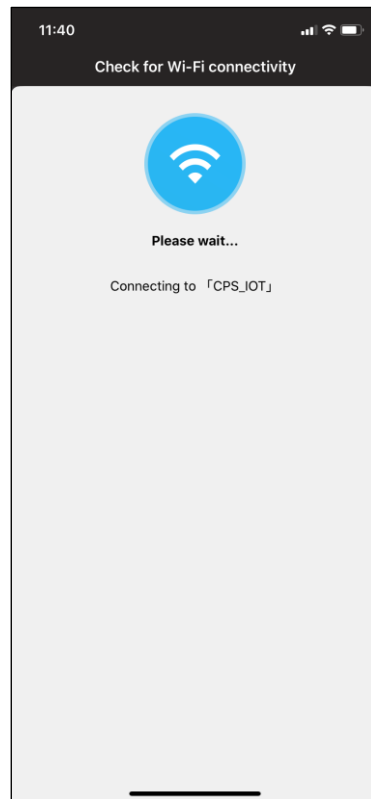 11:40
Check for Wi-Fi connectivity
Please wait...
Connecting to 「CPS_IOT」